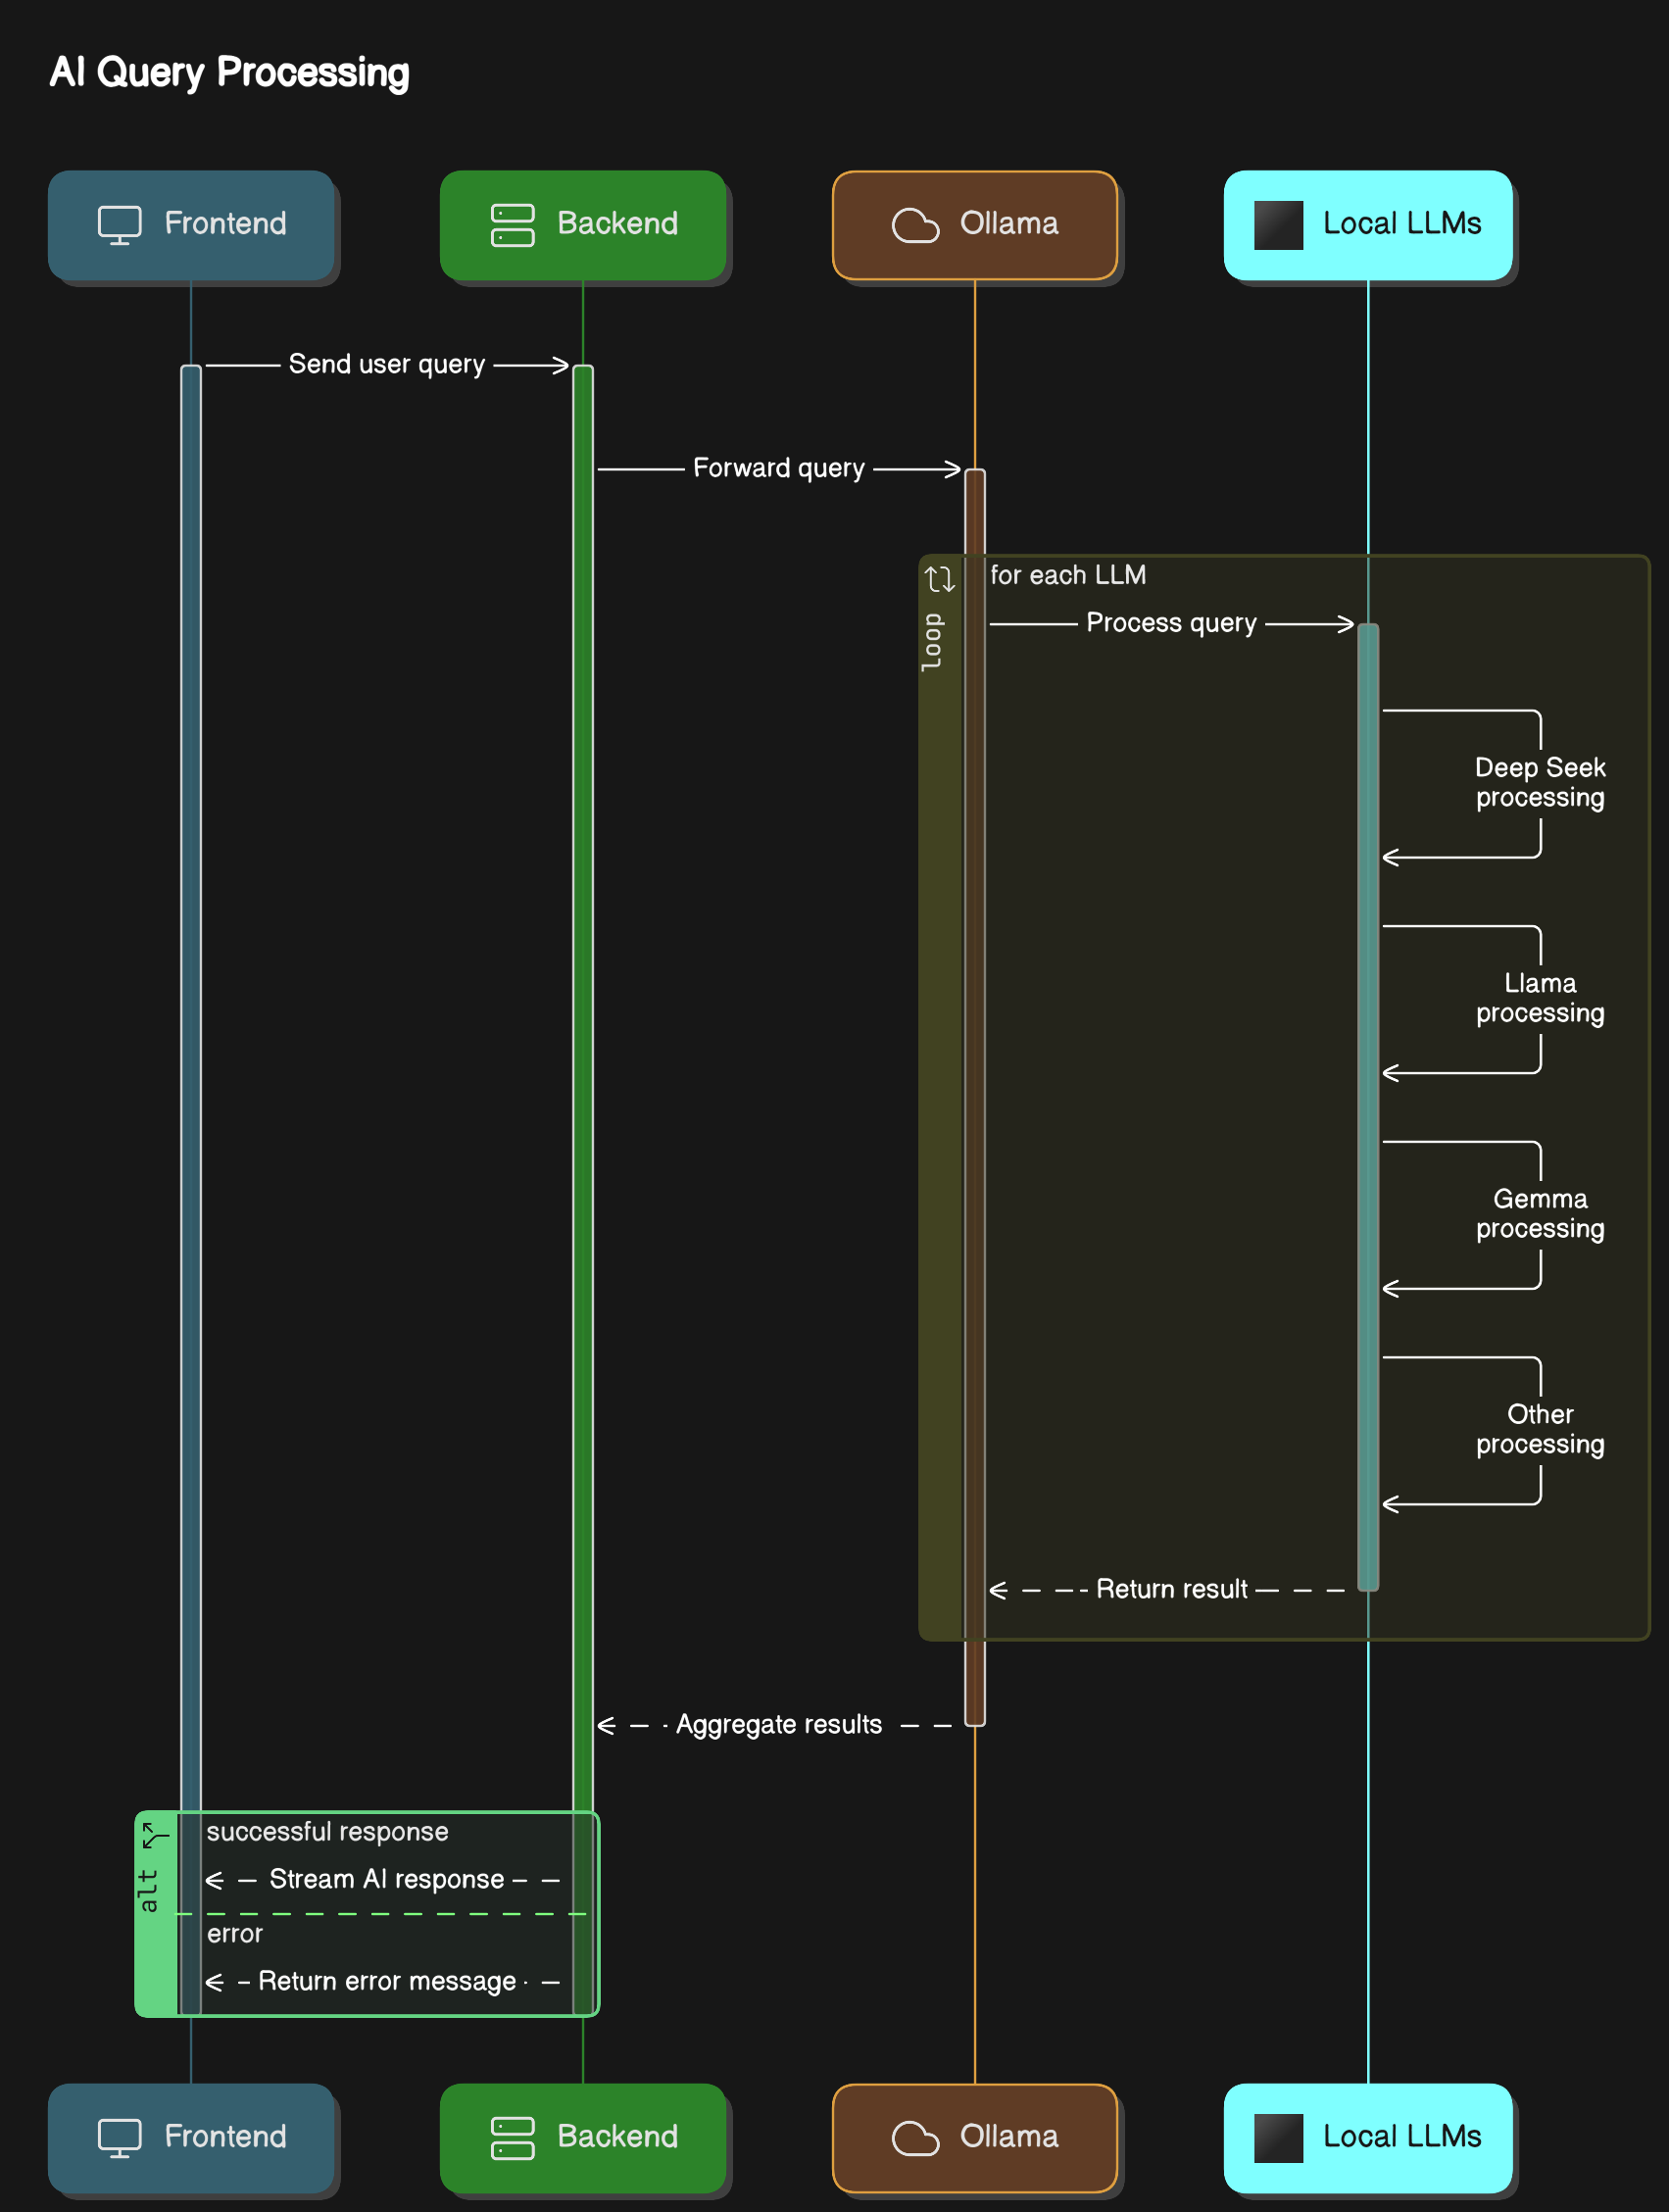 AI Query Processing
Frontend
Backend
Ollama
Local LLMs
Send user query
Forward query
for each LLM
loop
Process query
Deep Seek
processing
Llama
processing
Gemma
processing
Other
processing
Return result
Aggregate results
alt
successful response
Stream AI response
error
Return error message
Frontend
Backend
Ollama
Local LLMs